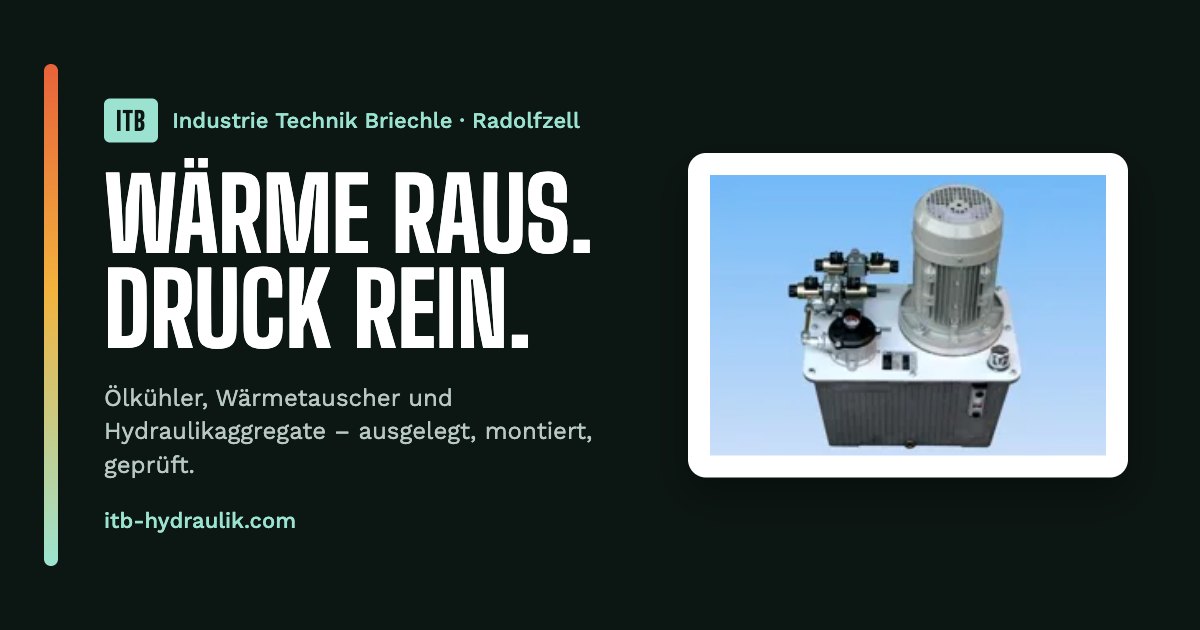 ITB Industrie Technik Briechle · Radolfzell
WÄRME RAUS.
DRUCK REIN.
Ölkühler, Wärmetauscher und
Hydraulikaggregate – ausgelegt, montiert,
geprüft.
itb-hydraulik.com